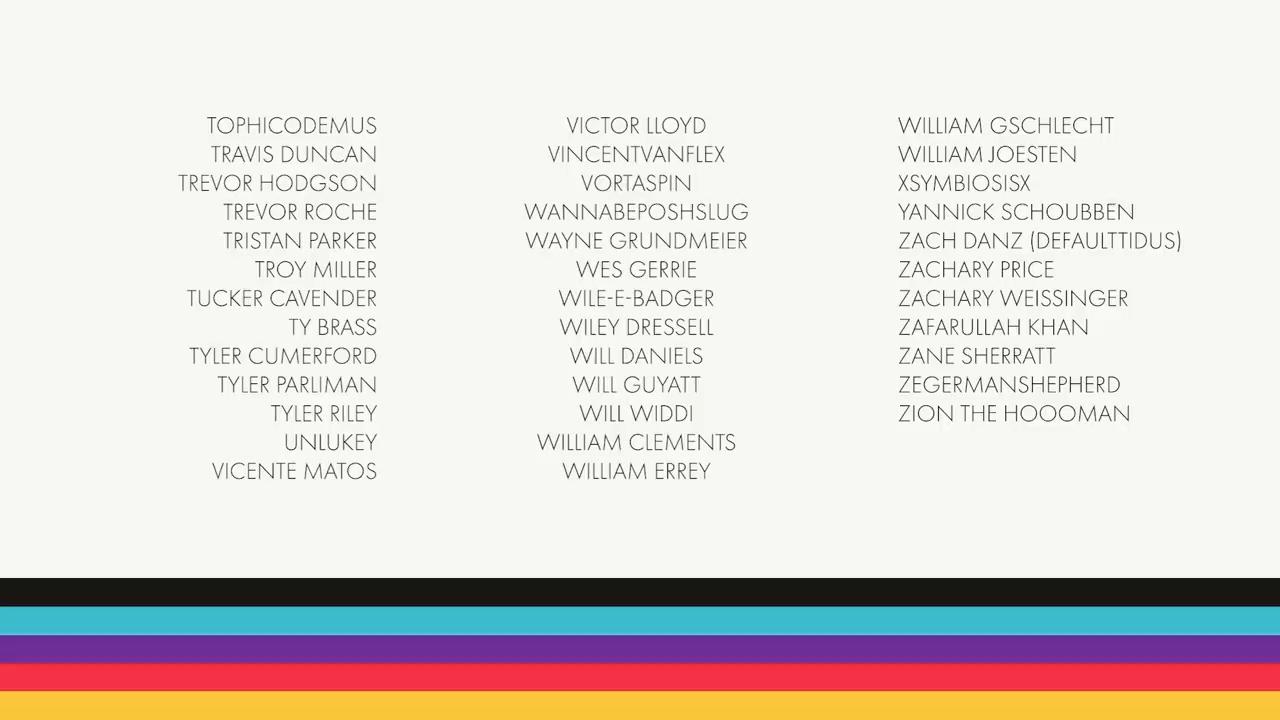 TOPHICODEMUS
TRAVIS DUNCAN
TREVOR HODGSON
TREVOR ROCHE
TRISTAN PARKER
TROY MILLER
TUCKER CAVENDER
TY BRASS
TYLER CUMERFORD
TYLER PARLIMAN
TYLER RILEY
UNLUKEY
VICENTE MATOS
VICTOR LLOYD
VINCENTVANFLEX
VORTASPIN
WANNABEPOSHSLUG
WAYNE GRUNDMEIER
WES GERRIE
WILE-E-BADGER
WILEY DRESSELL
WILL DANIELS
WILL GUYATT
WILL WIDDI
WILLIAM CLEMENTS
WILLIAM ERREY
WILLIAM GSCHLECHT
WILLIAM JOESTEN
XSYMBIOSISX
YANNICK SCHOUBBEN
ZACH DANZ (DEFAULTTIDUS)
ZACHARY PRICE
ZACHARY WEISSINGER
ZAFARULLAH KHAN
ZANE SHERRATT
ZEGERMANSHEPHERD
ZION THE HOOOMAN